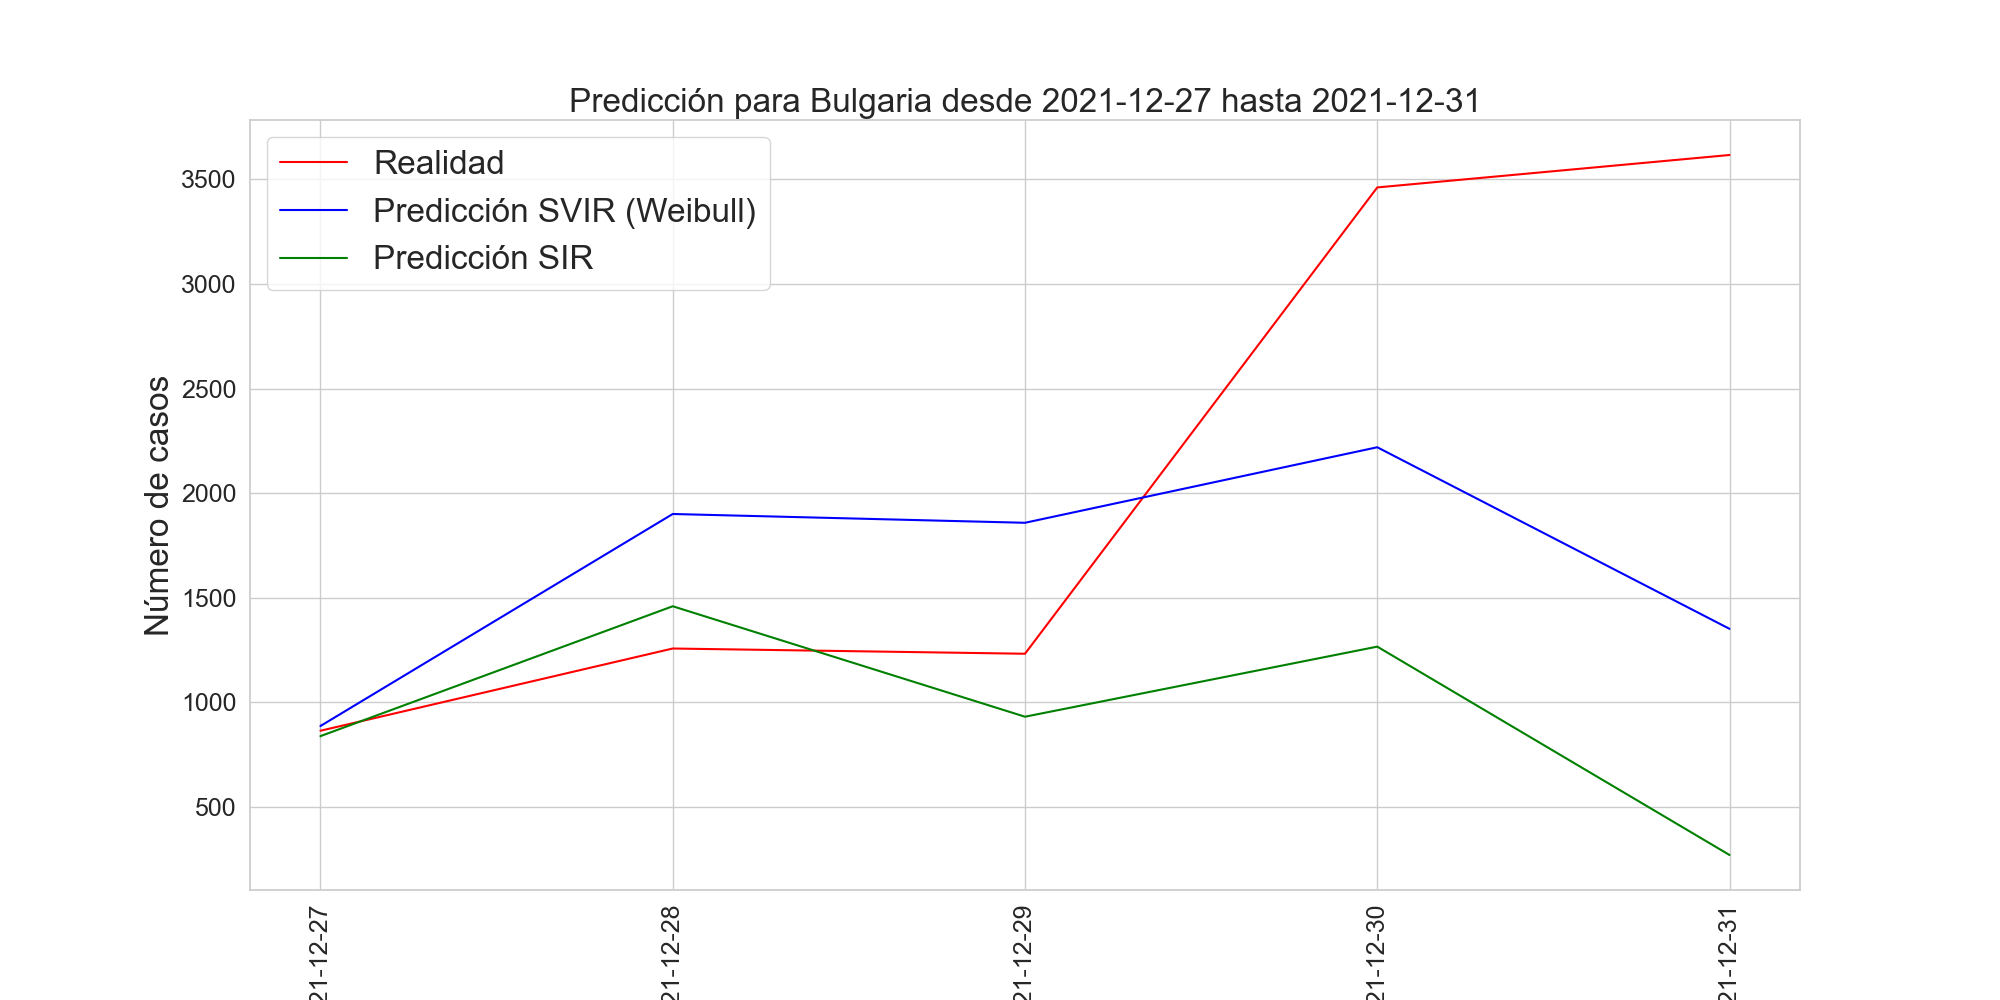 Predicción para Bulgaria desde 2021-12-27 hasta 2021-12-31
Realidad
Predicción SVIR (Weibull)
Predicción SIR
Número de casos
3500
3000
2500
2000
1500
1000
500
21-12-27
21-12-28
21-12-29
21-12-30
21-12-31